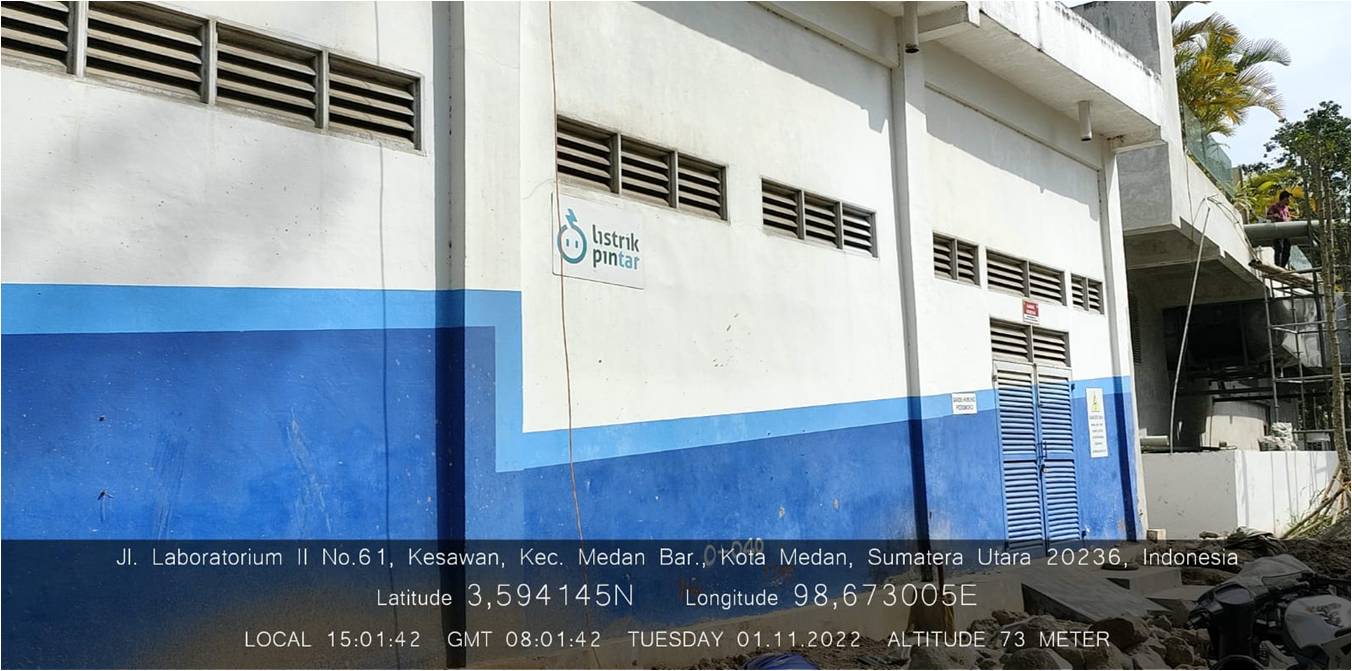 listrik
pintar
Jl. Laboratorium II No.61, Kesawan, Kec. Medan Bar., Kota Medan, Sumatera Utara 20236, Indonesia
Latitude 3,594145N Longitude 98,673005E
LOCAL 15:01:42 GMT 08:01:42 TUESDAY 01.11.2022 ALTITUDE 73 METER